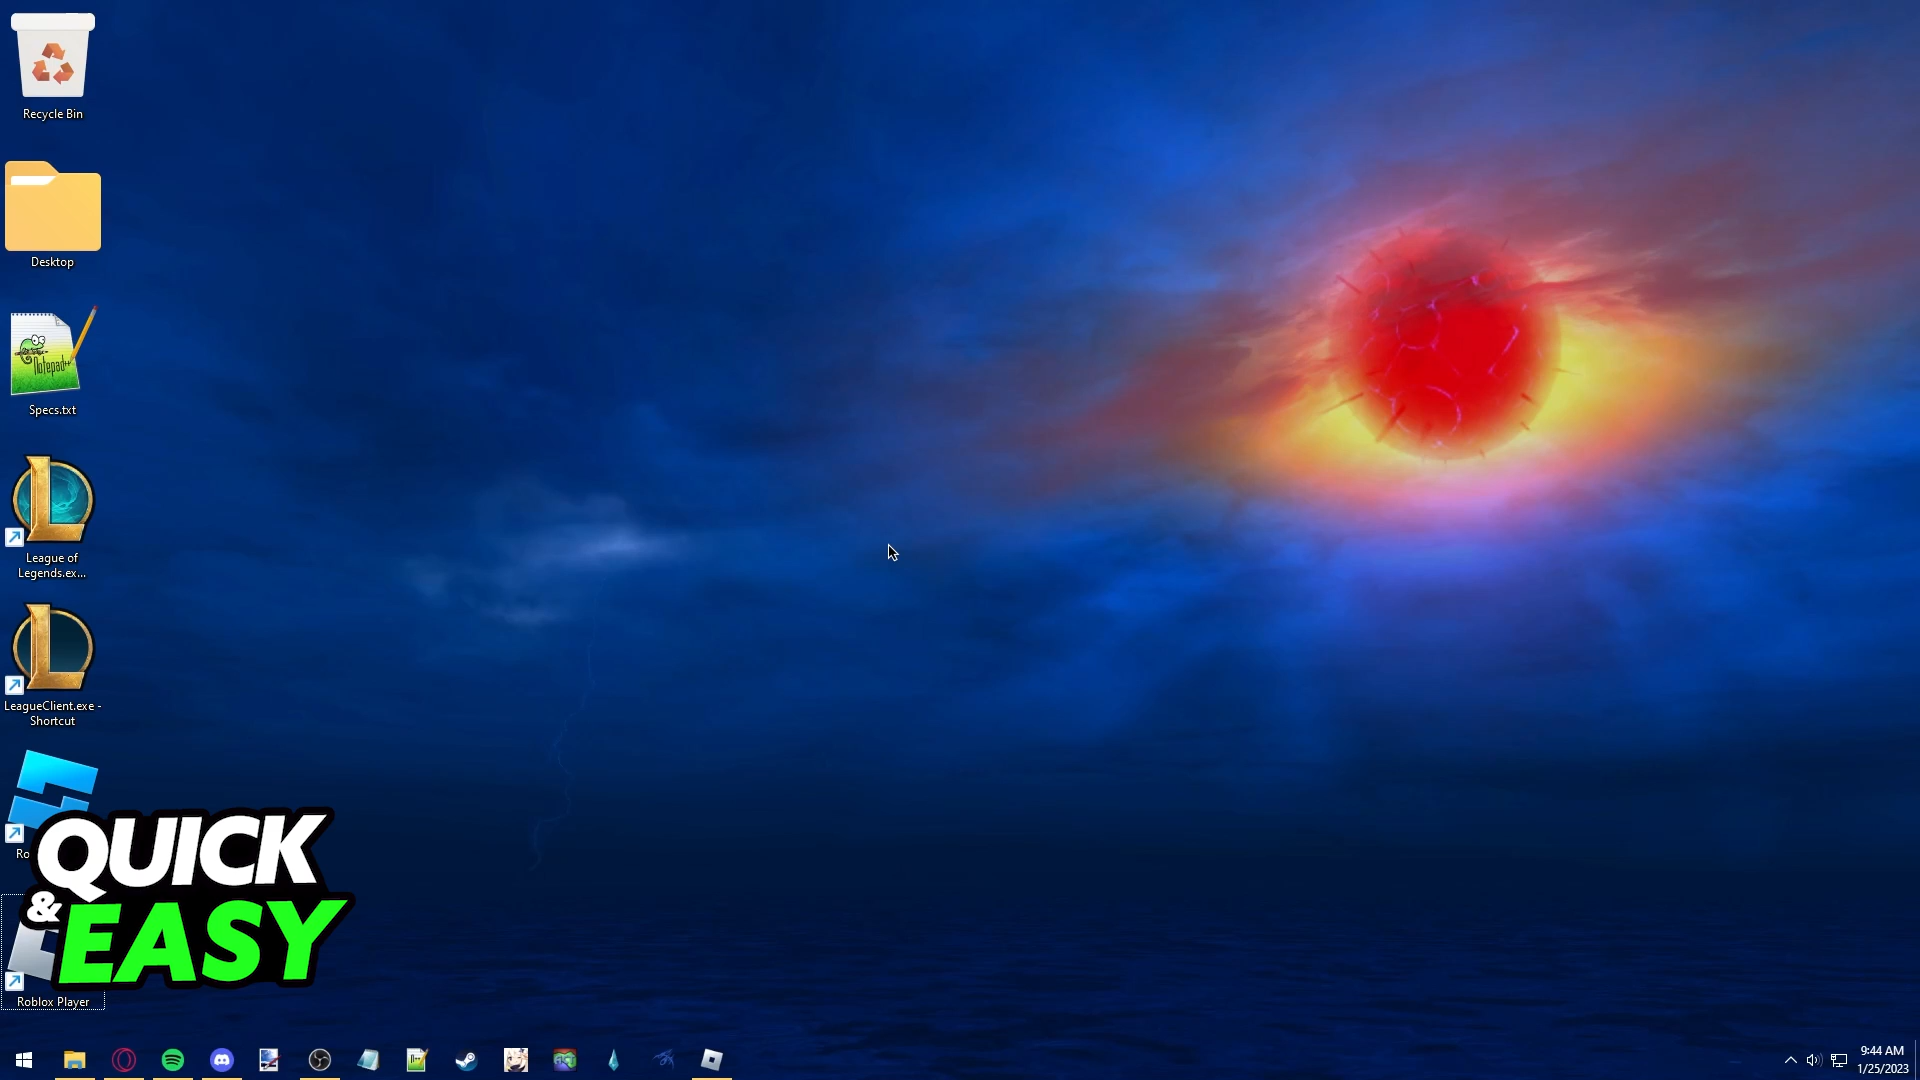 Recycle Bin
Desktop
Notepad++
Specs.txt
League of
Legends.ex...
LeagueClient.exe -
Shortcut
QUICK
&
EASY
Roblox Player
9:44 AM
1/25/2023